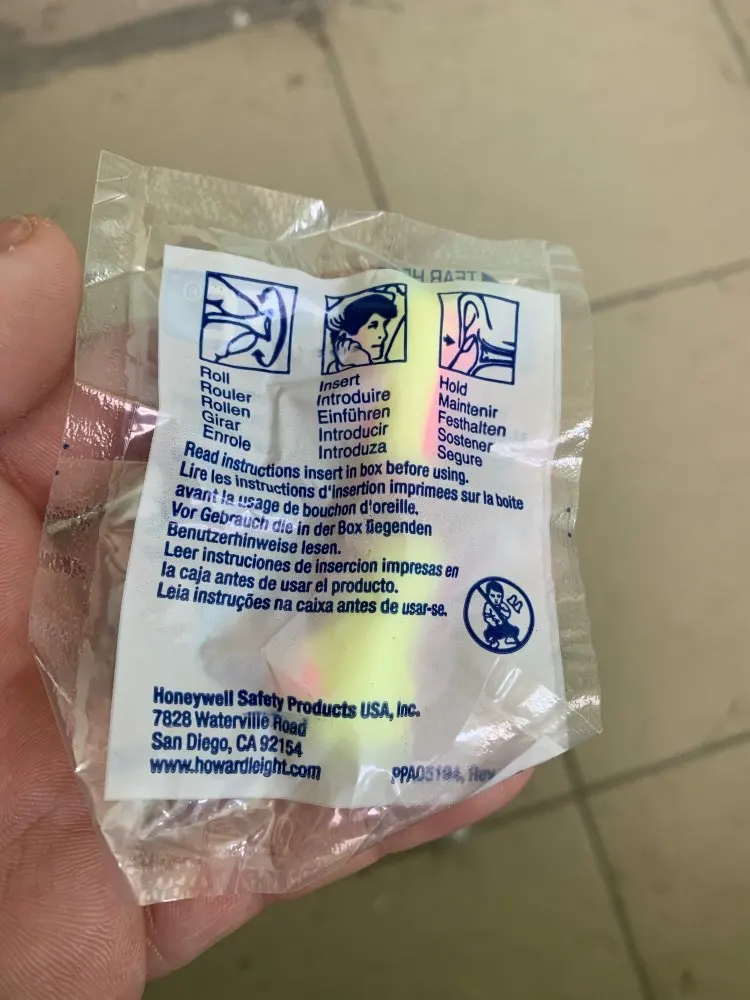 TEAR
Roll
Rouler
Rollen
Girar
Enrole
Insert
Introduire
Einführen
Introducir
Introduza
Hold
Maintenir
Festhalten
Sostener
Segure
Read instructions insert in box before using.
Lire les instructions d'insertion imprimees sur la boite
avant la usage de bouchon d'oreille.
Vor Gebrauch die in der Box liegenden
Benutzerhinweise lesen.
Leer instruciones de insercion impresas en
la caja antes de usar el producto.
Leia instruções na caixa antes de usar-se.
Honeywell Safety Products USA, Inc.
7828 Waterville Road
San Diego, CA 92154
www.howardleight.com
PPA05194, Rev